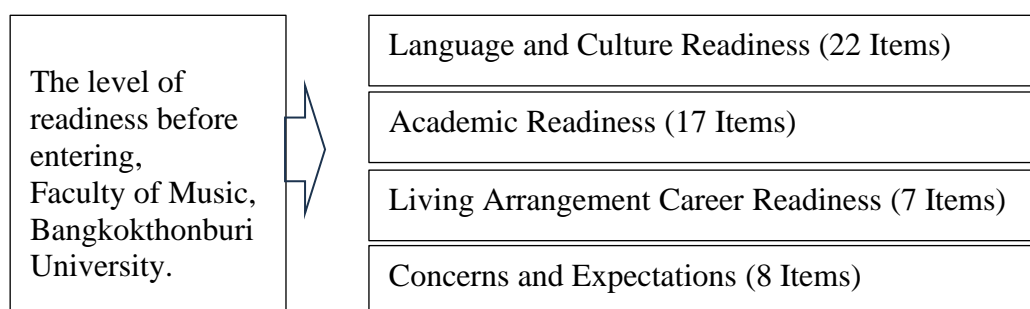 The level of
readiness before
entering,
Faculty of Music,
Bangkokthonburi
University.
Language and Culture Readiness (22 Items)
Academic Readiness (17 Items)
Living Arrangement Career Readiness (7 Items)
Concerns and Expectations (8 Items)